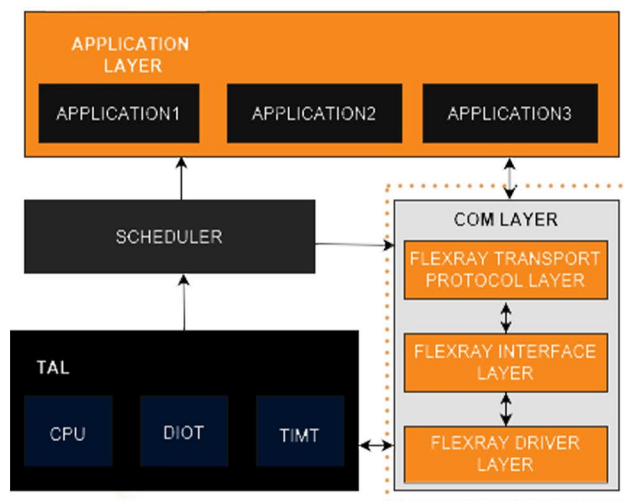 APPLICATION
LAYER
APPLICATION1
APPLICATION2
APPLICATION3
SCHEDULER
COM LAYER
FLEXRAY TRANSPORT
PROTOCOL LAYER
FLEXRAY INTERFACE
LAYER
FLEXRAY DRIVER
LAYER
TAL
CPU
DIOT
TIMT